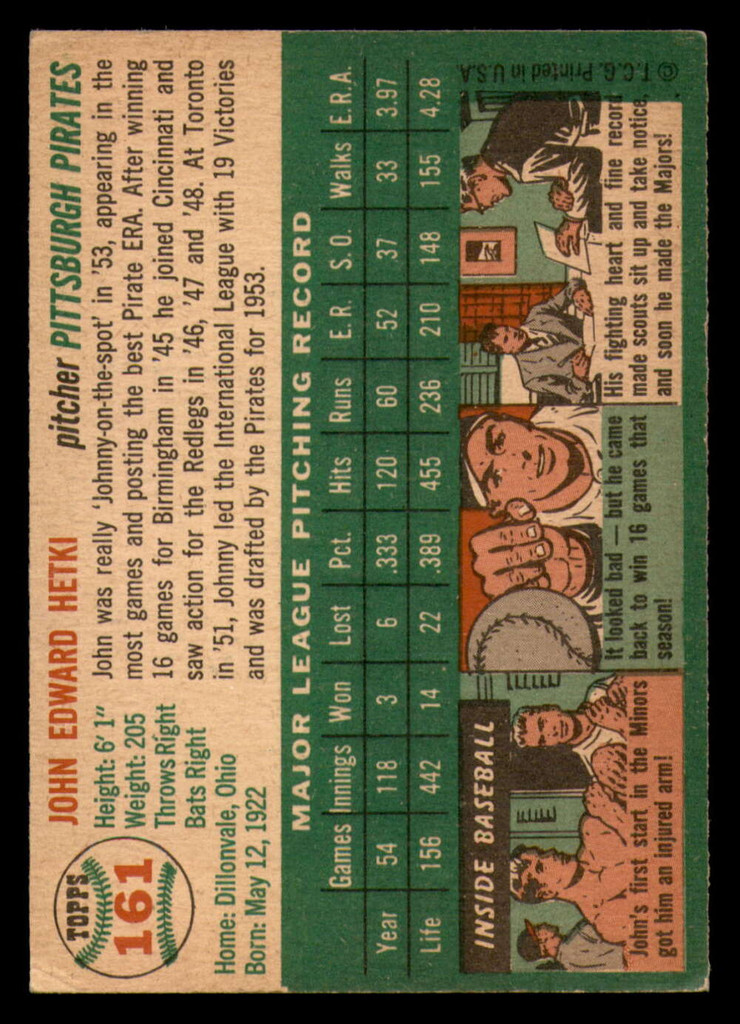 TOPPS
161
JOHN EDWARD HETKI
pitcher PITTSBURGH PIRATES
Height: 6' 1"
Weight: 205
Throws Right
Bats Right
Home: Dillonvale, Ohio
Born: May 12, 1922
John was really 'Johnny-on-the-spot' in '53, appearing in the
most games and posting the best Pirate ERA. After winning
16 games for Birmingham in '45 he joined Cincinnati and
saw action for the Redlegs in '46, '47 and '48. At Toronto
in '51, Johnny led the International League with 19 Victories
and was drafted by the Pirates for 1953.
MAJOR LEAGUE PITCHING RECORD
Games Innings Won Lost Pct. Hits Runs E.R. S.O. Walks E.R.A.
Year 54 118 3 6 .333 120 60 52 37 33 3.97
Life 156 442 14 22 .389 455 236 210 148 155 4.28
INSIDE BASEBALL
John's first start in the Minors
got him an injured arm!
It looked bad — but he came
back to win 16 games that
season!
His fighting heart and fine record
made scouts sit up and take notice,
and soon he made the Majors!
© T.C.G. Printed in U.S.A.